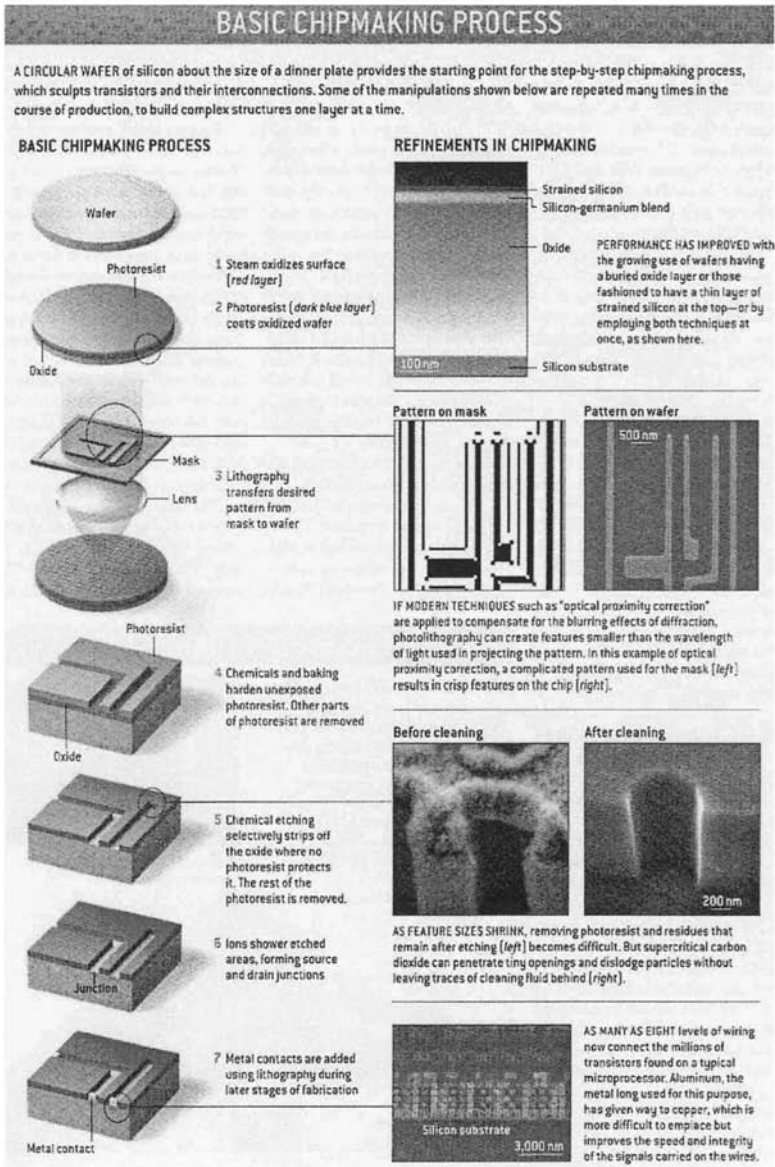 BASIC CHIPMAKING PROCESS
A CIRCULAR WAFER of silicon about the size of a dinner plate provides the starting point for the step-by-step chipmaking process,
which sculpts transistors and their interconnections. Some of the manipulations shown below are repeated many times in the
course of production, to build complex structures one layer at a time.
BASIC CHIPMAKING PROCESS
Wafer
Photoresist
1 Steam oxidizes surface
(red layer)
2 Photoresist (dark blue layer)
coats oxidized wafer
Oxide
Mask
Lens
3 Lithography
transfers desired
pattern from
mask to wafer
Photoresist
4 Chemicals and baking
harden unexposed
photoresist. Other parts
of photoresist are removed
Oxide
5 Chemical etching
selectively strips off
the oxide where no
photoresist protects
it. The rest of the
photoresist is removed.
6 Ions shower etched
areas, forming source
and drain junctions
Junction
7 Metal contacts are added
using lithography during
later stages of fabrication
Metal contact
REFINEMENTS IN CHIPMAKING
Strained silicon
Silicon-germanium blend
Oxide
100 nm
Silicon substrate
PERFORMANCE HAS IMPROVED with
the growing use of wafers having
a buried oxide layer or those
fashioned to have a thin layer of
strained silicon at the top—or by
employing both techniques at
once, as shown here.
Pattern on mask
Pattern on wafer
500 nm
IF MODERN TECHNIQUES such as "optical proximity correction"
are applied to compensate for the blurring effects of diffraction,
photolithography can create features smaller than the wavelength
of light used in projecting the pattern. In this example of optical
proximity correction, a complicated pattern used for the mask (left)
results in crisp features on the chip (right).
Before cleaning
After cleaning
200 nm
AS FEATURE SIZES SHRINK, removing photoresist and residues that
remain after etching (left) becomes difficult. But supercritical carbon
dioxide can penetrate tiny openings and dislodge particles without
leaving traces of cleaning fluid behind (right).
Silicon substrate
3,000 nm
AS MANY AS EIGHT levels of wiring
now connect the millions of
transistors found on a typical
microprocessor. Aluminum, the
metal long used for this purpose,
has given way to copper, which is
more difficult to emplace but
improves the speed and integrity
of the signals carried on the wires.